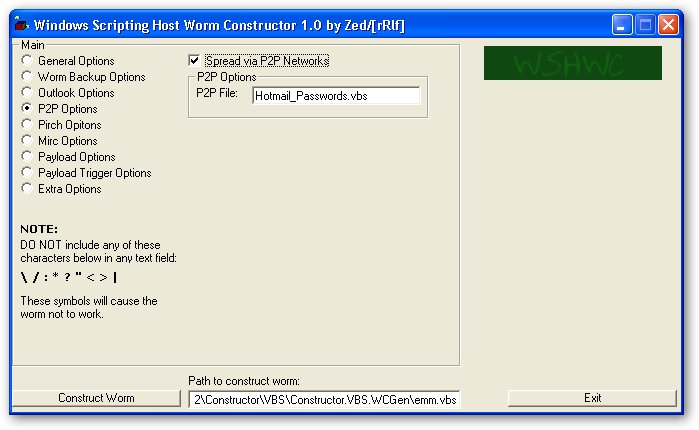 Windows Scripting Host Worm Constructor 1.0 by Zed/[rRlf]
Main
General Options
Worm Backup Options
Outlook Options
P2P Options
Pirch Opitons
Mirc Options
Payload Options
Payload Trigger Options
Extra Options
Spread via P2P Networks
P2P Options
P2P File: Hotmail_Passwords.vbs
WSHWC
NOTE:
DO NOT include any of these
characters below in any text field:
\ / : * ? " < > |
These symbols will cause the
worm not to work.
Path to construct worm:
Construct Worm 2\Constructor\VBS\Constructor.VBS.WCGen\emm.vbs Exit